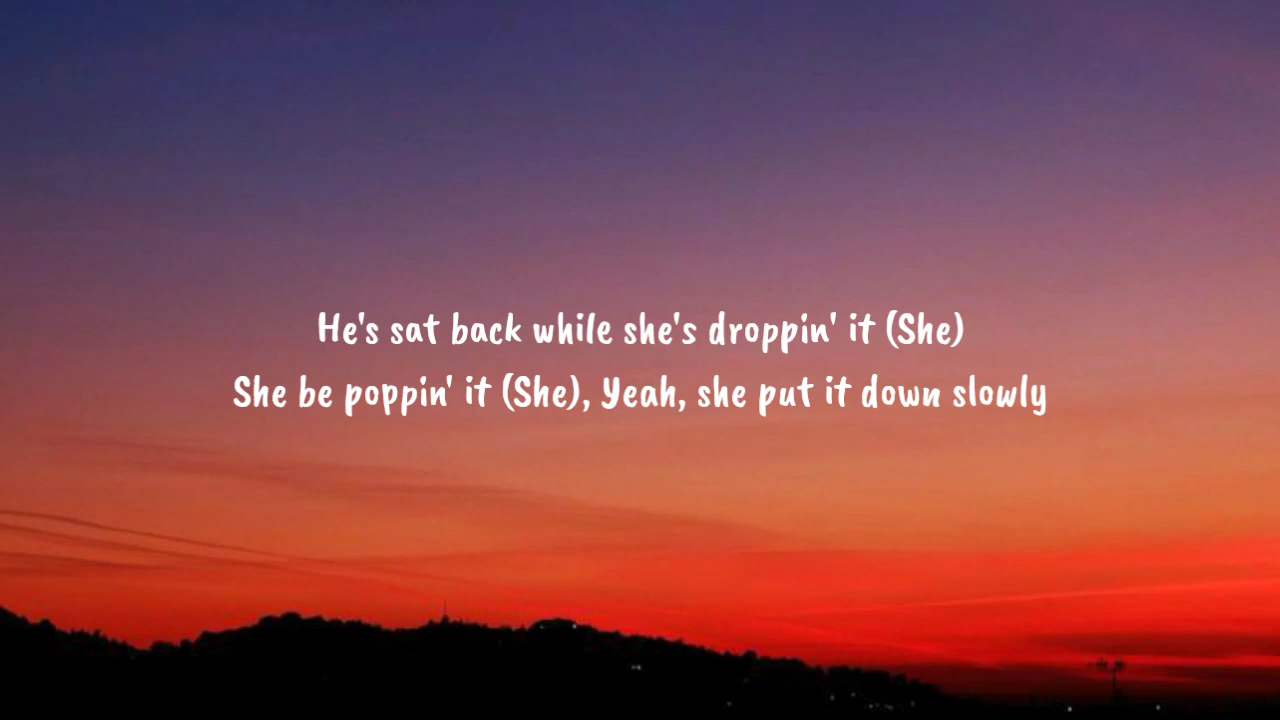 He's sat back while she's droppin' it (She)
She be poppin' it (She), Yeah, she put it down slowly